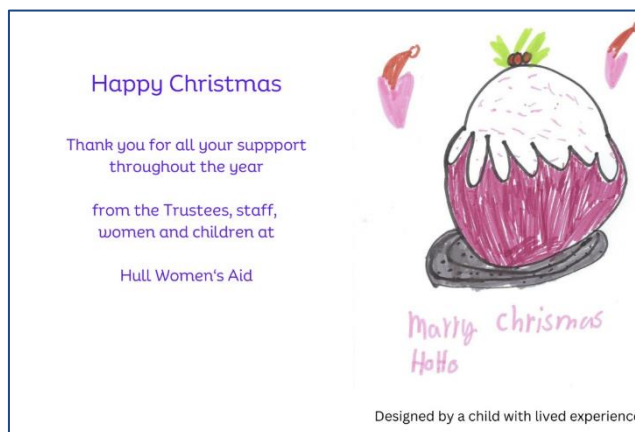 Happy Christmas
Thank you for all your suppport
throughout the year
from the Trustees, staff,
women and children at
Hull Women's Aid
Marry Chrismas
HoHo
Designed by a child with lived experience